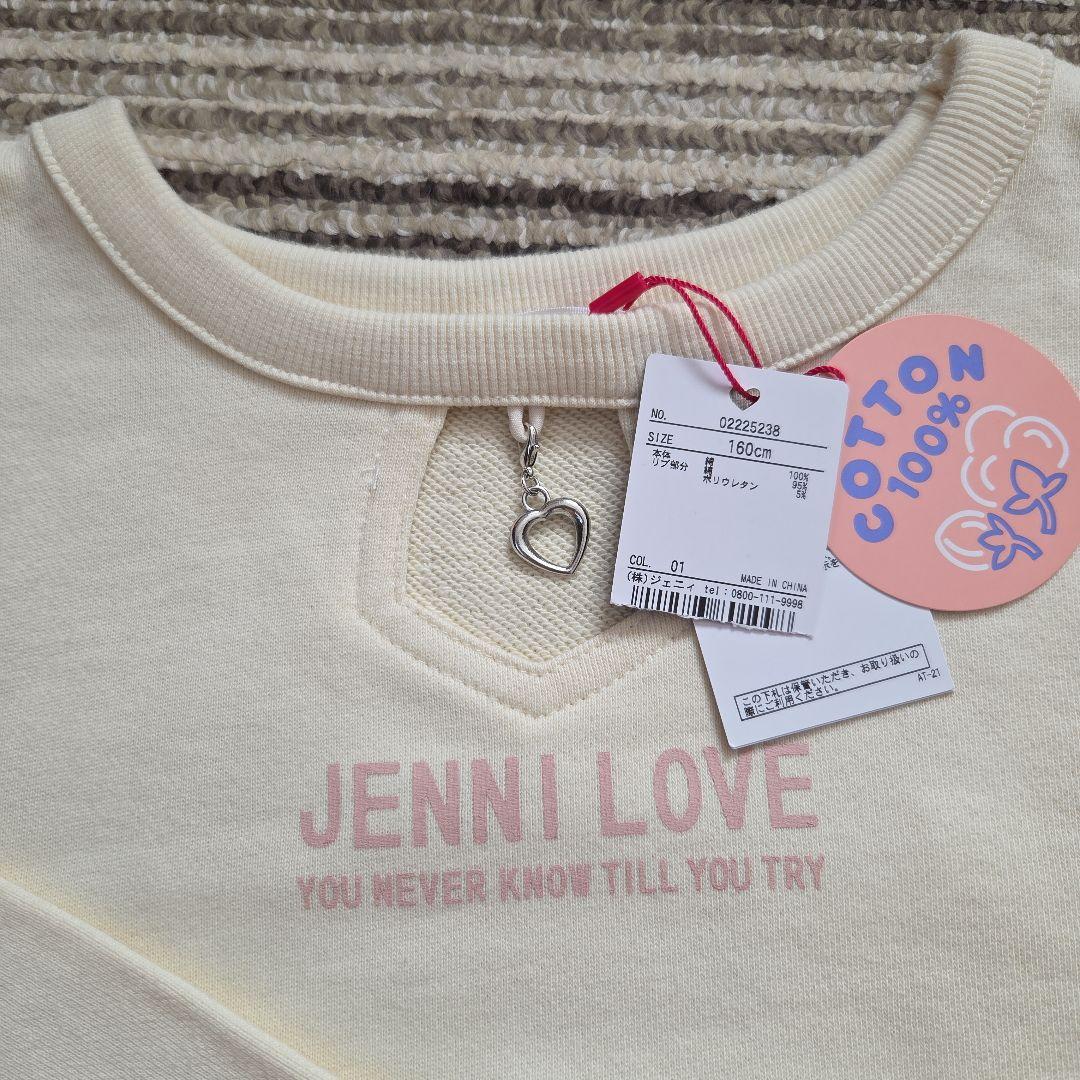 NO. 02225238
SIZE 160cm
本体 綿 100%
リブ部分 綿 95%
ポリウレタン 5%
COL. 01
MADE IN CHINA
(株)ジェニィ tel:0800-111-9998
COTTON
100%
この下札は保管いただき、お取り扱いの
際にご利用ください。
AT-21
JENNI LOVE
YOU NEVER KNOW TILL YOU TRY